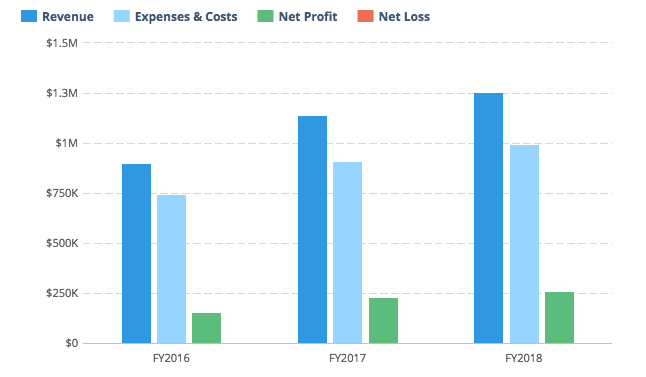 Revenue Expenses & Costs Net Profit Net Loss
$1.5M
$1.3M
$1M
$750K
$500K
$250K
$0
FY2016 FY2017 FY2018